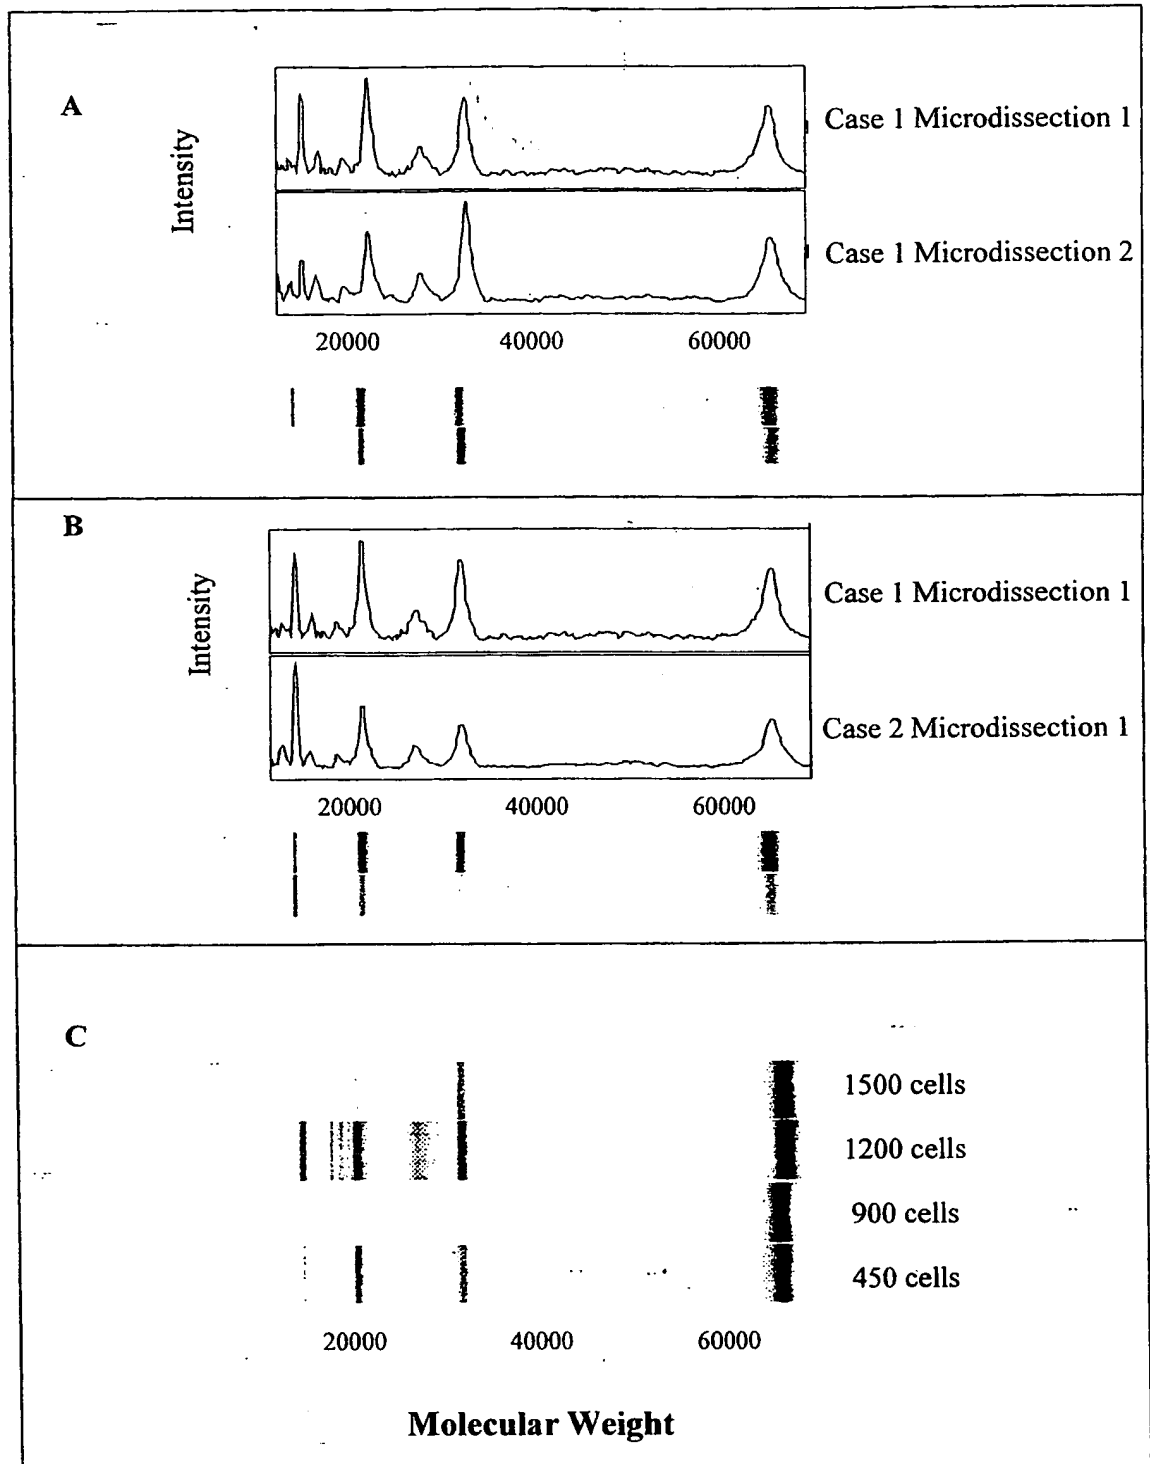 A
Intensity
Case 1 Microdissection 1
Case 1 Microdissection 2
20000 40000 60000
B
Intensity
Case 1 Microdissection 1
Case 2 Microdissection 1
20000 40000 60000
C
1500 cells
1200 cells
900 cells
450 cells
20000 40000 60000
Molecular Weight